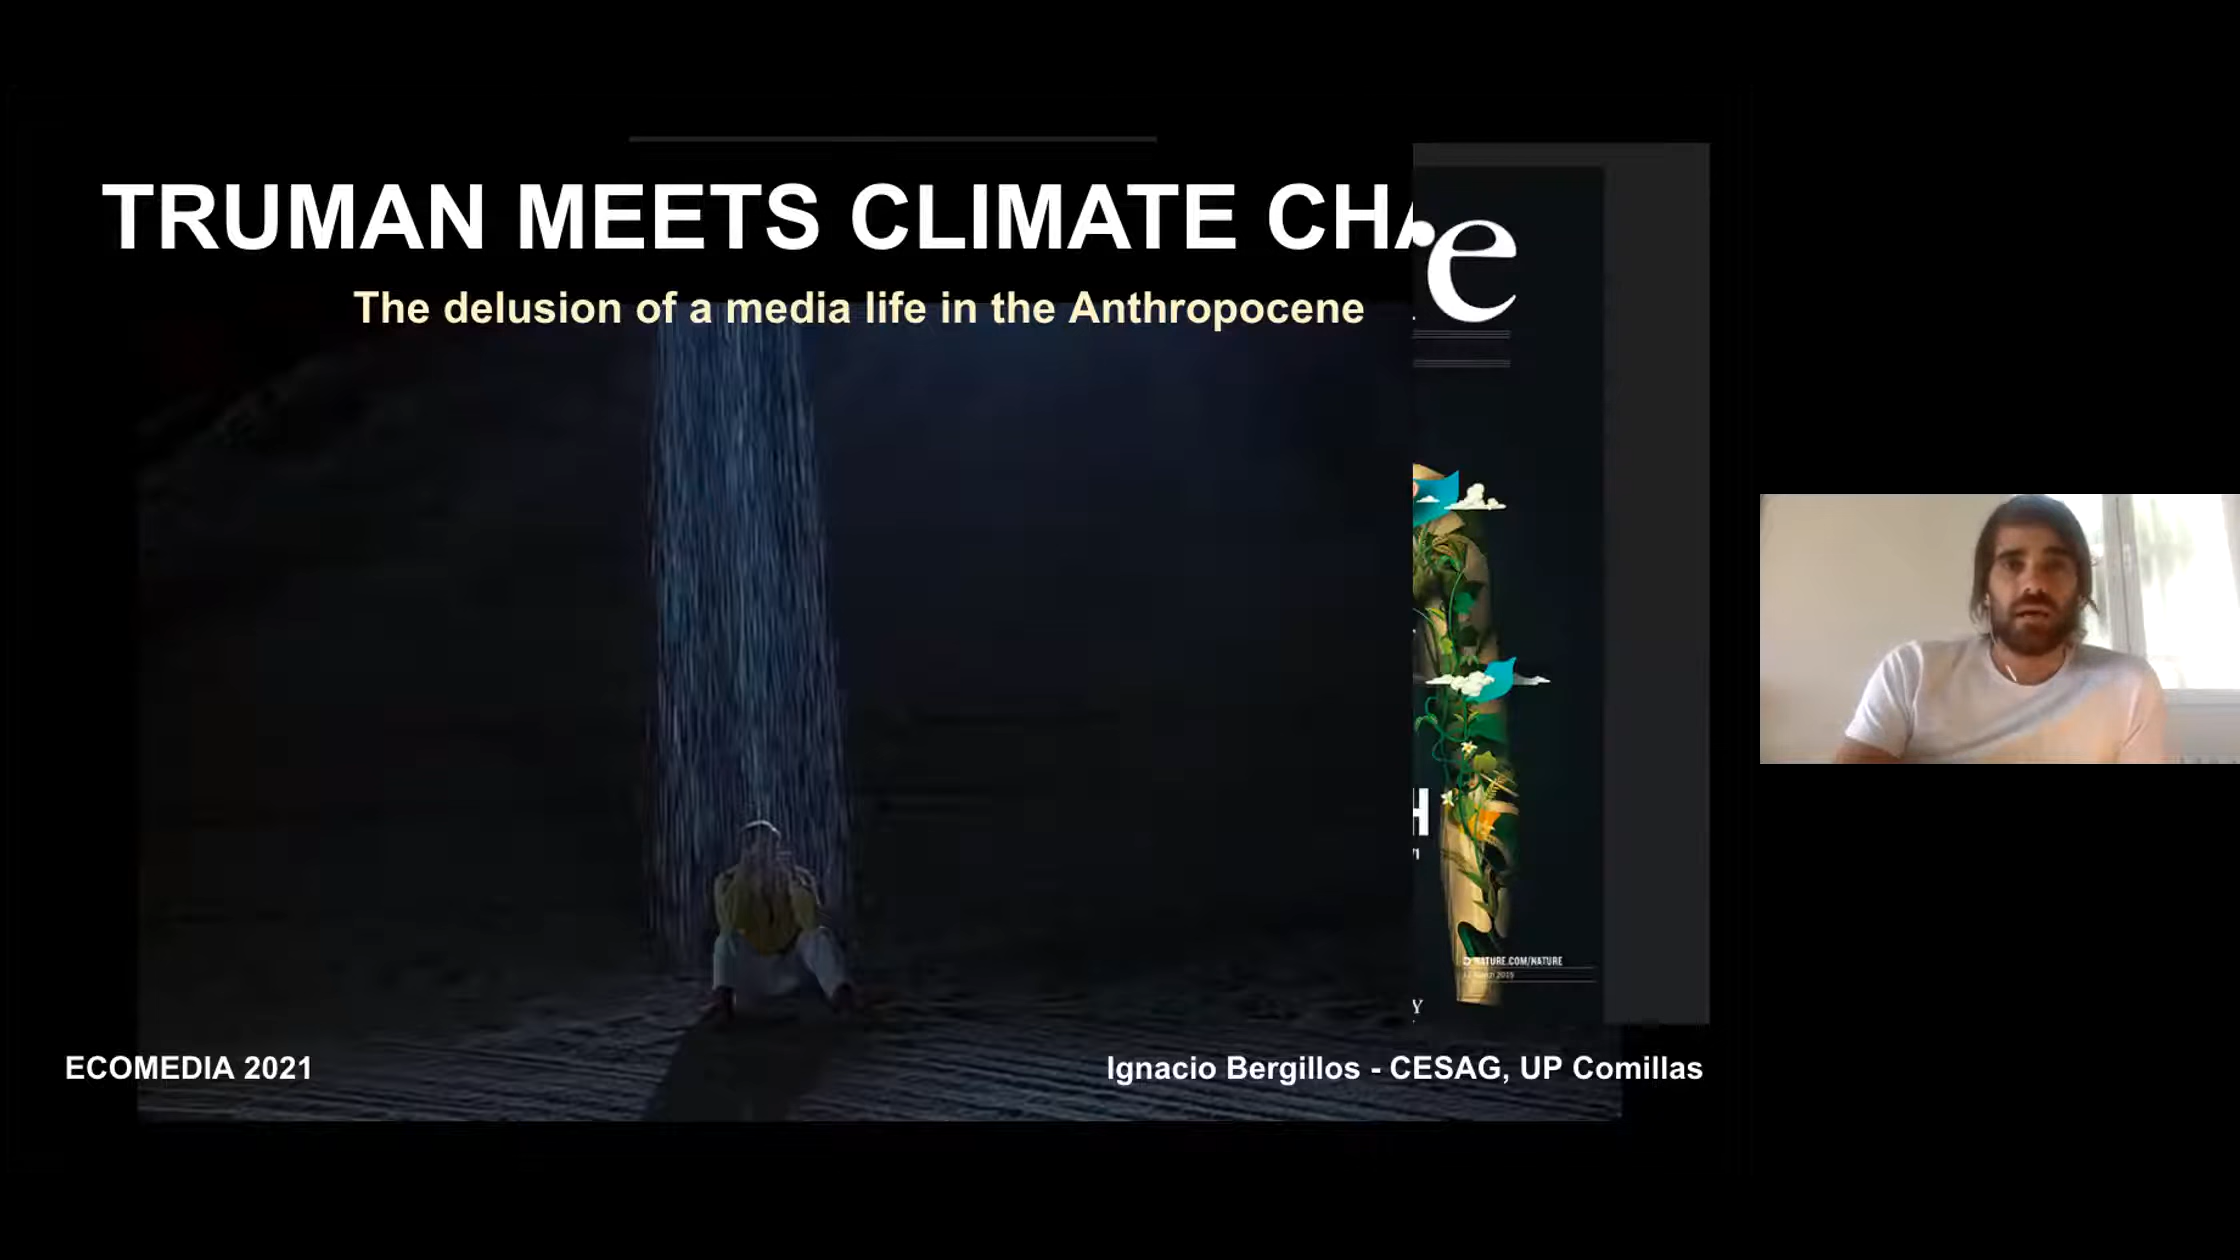 TRUMAN MEETS CLIMATE CHA
re
The delusion of a media life in the Anthropocene
H
NATURE.COM/NATURE
Y
ECOMEDIA 2021
Ignacio Bergillos - CESAG, UP Comillas